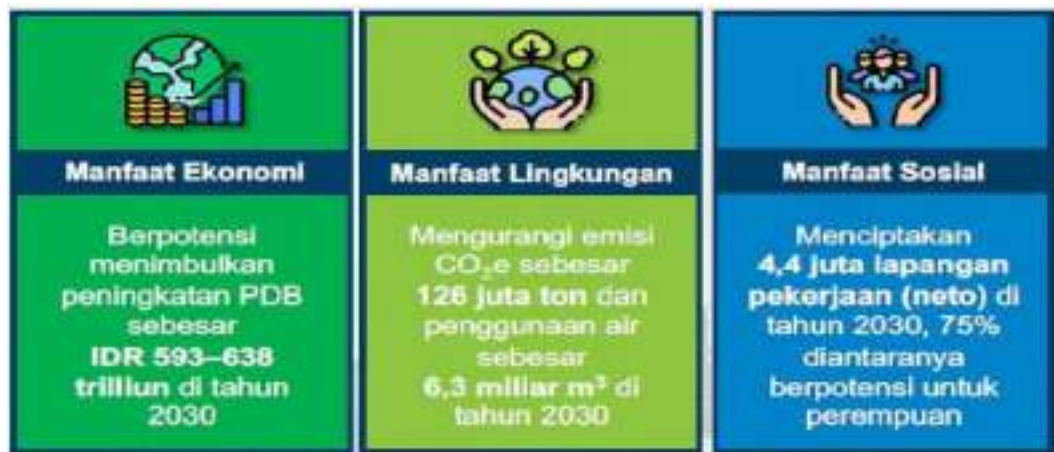 Manfaat Ekonomi
Berpotensi
menimbulkan
peningkatan PDB
sebesar
IDR 593–638
trilliun di tahun
2030
Manfaat Lingkungan
Mengurangi emisi
CO₂e sebesar
126 juta ton dan
penggunaan air
sebesar
6,3 miliar m³ di
tahun 2030
Manfaat Sosial
Menciptakan
4,4 juta lapangan
pekerjaan (neto) di
tahun 2030, 75%
diantaranya
berpotensi untuk
perempuan